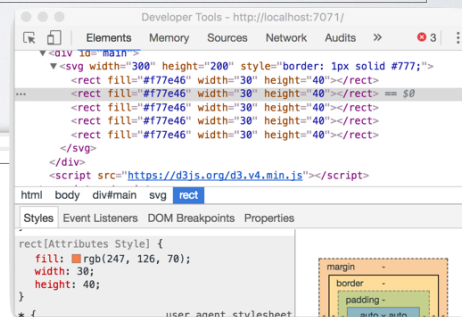 Developer Tools - http://localhost:7071/
Elements Memory Sources Network Audits » 3
▼<div id="main">
▼<svg width="300" height="200" style="border: 1px solid #777;">
<rect fill="#f77e46" width="30" height="40"></rect>
… <rect fill="#f77e46" width="30" height="40"></rect> == $0
<rect fill="#f77e46" width="30" height="40"></rect>
<rect fill="#f77e46" width="30" height="40"></rect>
<rect fill="#f77e46" width="30" height="40"></rect>
</svg>
</div>
<script src="https://d3js.org/d3.v4.min.js"></script>
html body div#main svg rect
Styles Event Listeners DOM Breakpoints Properties
}
rect[Attributes Style] {
fill: rgb(247, 126, 70);
width: 30;
height: 40;
}
* { user agent stylesheet
margin -
border -
padding -
auto × auto